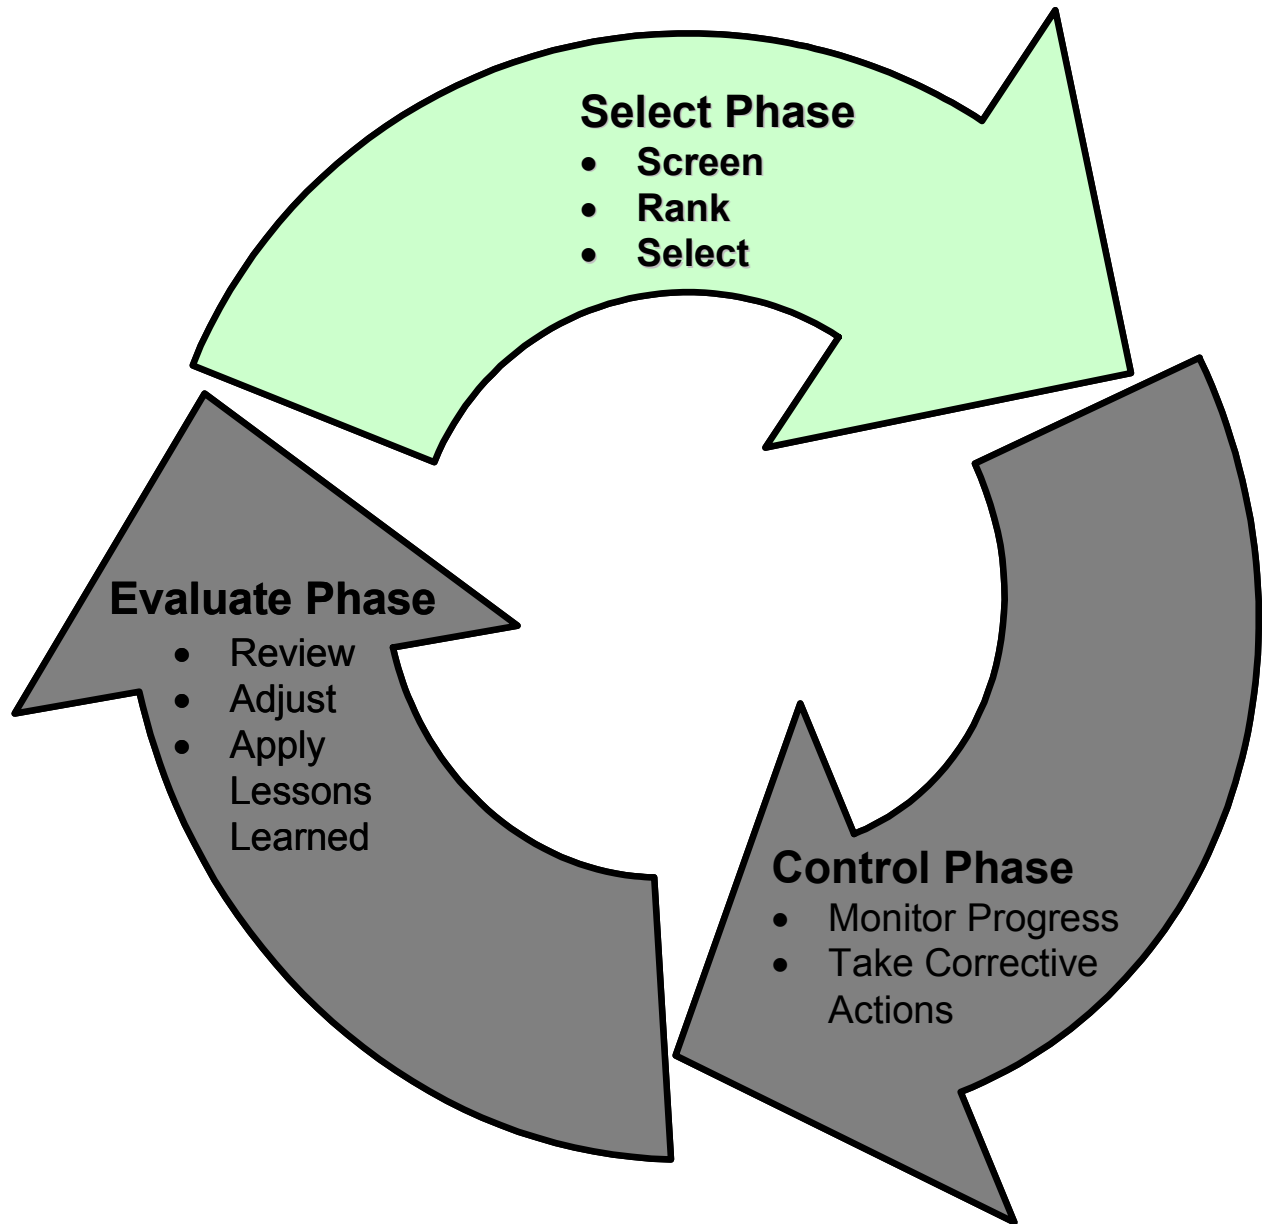 Select Phase
• Screen
• Rank
• Select
Evaluate Phase
• Review
• Adjust
• Apply
Lessons
Learned
Control Phase
• Monitor Progress
• Take Corrective
Actions